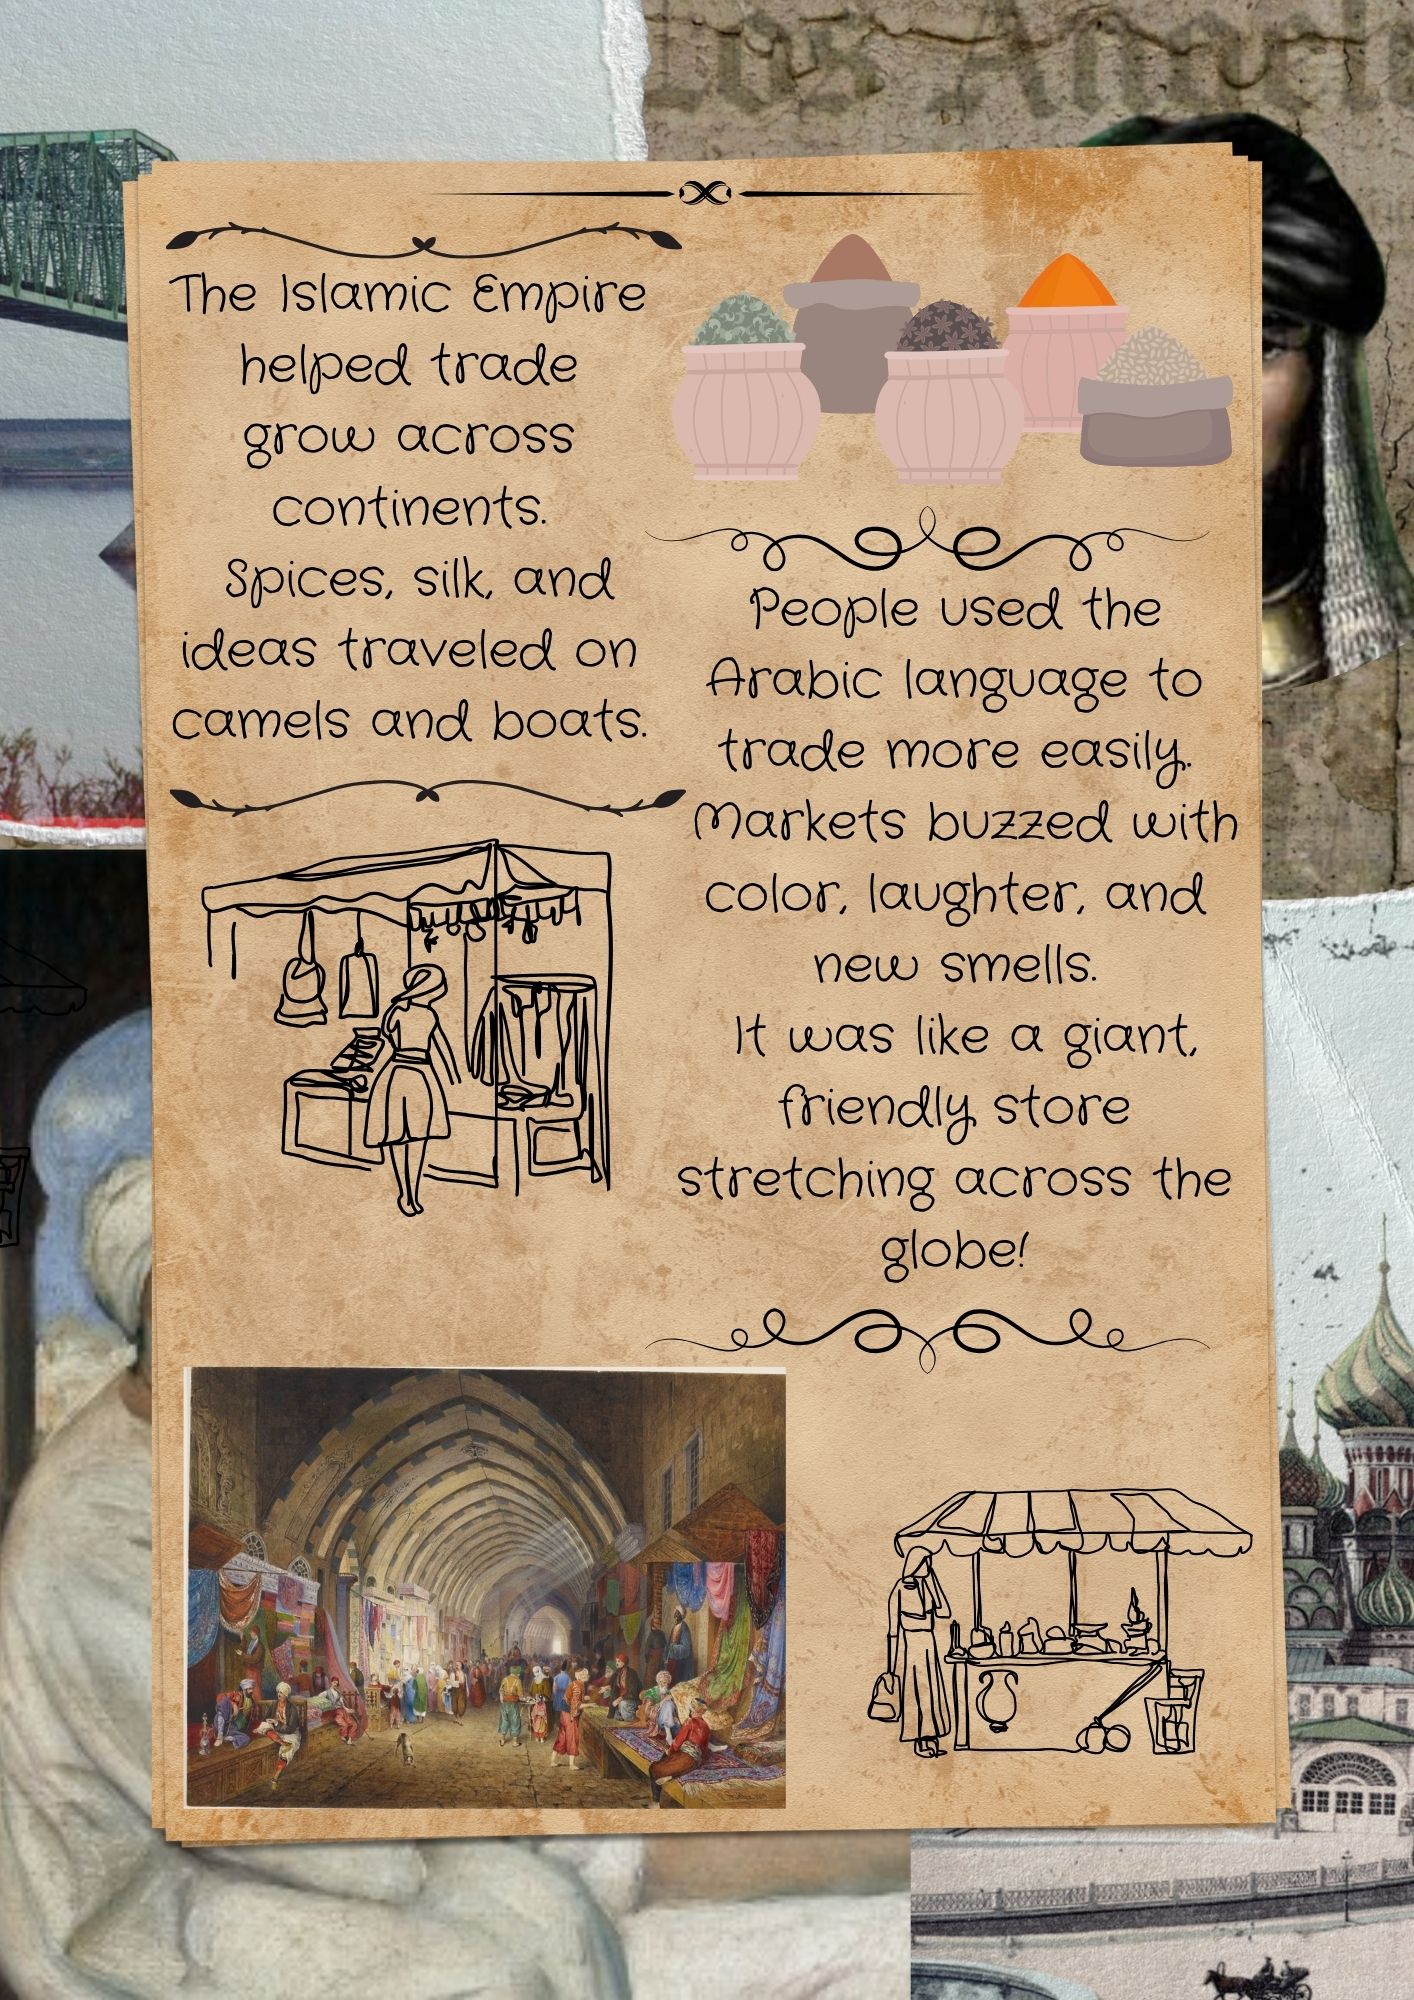 Los Angele
The Islamic Empire
helped trade
grow across
continents.
Spices, silk, and
ideas traveled on
camels and boats.
People used the
Arabic language to
trade more easily.
Markets buzzed with
color, laughter, and
new smells.
It was like a giant,
friendly store
stretching across the
globe!